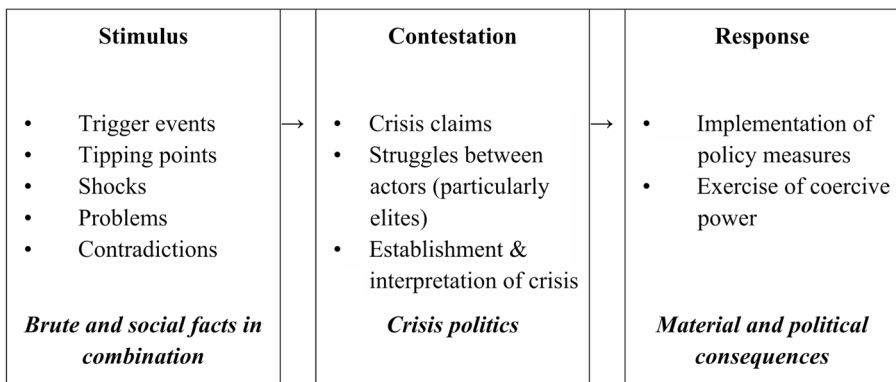 Stimulus
• Trigger events
• Tipping points
• Shocks
• Problems
• Contradictions
Brute and social facts in
combination
→
Contestation
• Crisis claims
• Struggles between
actors (particularly
elites)
• Establishment &
interpretation of crisis
Crisis politics
→
Response
• Implementation of
policy measures
• Exercise of coercive
power
Material and political
consequences